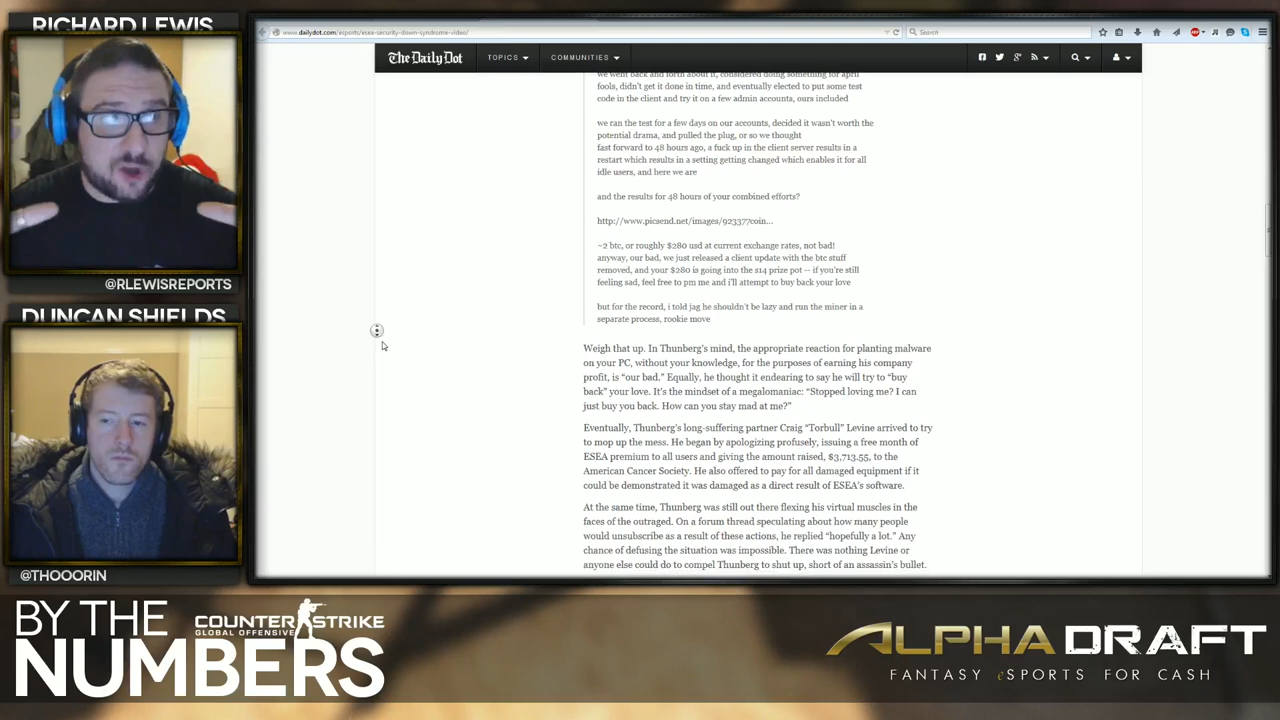 RICHARD LEWIS
@RLEWISREPORTS
DUNCAN SHIELDS
@THOOORIN
www.dailydot.com/esports/esea-security-down-syndrome-video/
Search
The Daily Dot
TOPICS
COMMUNITIES
we went back and forth about it, considered doing something for april
fools, didn't get it done in time, and eventually elected to put some test
code in the client and try it on a few admin accounts, ours included
we ran the test for a few days on our accounts, decided it wasn't worth the
potential drama, and pulled the plug, or so we thought
fast forward to 48 hours ago, a fuck up in the client server results in a
restart which results in a setting getting changed which enables it for all
idle users, and here we are
and the results for 48 hours of your combined efforts?
http://www.picsend.net/images/923377coin...
~2 btc, or roughly $280 usd at current exchange rates, not bad!
anyway, our bad, we just released a client update with the btc stuff
removed, and your $280 is going into the s14 prize pot -- if you're still
feeling sad, feel free to pm me and i'll attempt to buy back your love
but for the record, i told jag he shouldn't be lazy and run the miner in a
separate process, rookie move
Weigh that up. In Thunberg's mind, the appropriate reaction for planting malware
on your PC, without your knowledge, for the purposes of earning his company
profit, is “our bad.” Equally, he thought it endearing to say he will try to “buy
back” your love. It's the mindset of a megalomaniac: “Stopped loving me? I can
just buy you back. How can you stay mad at me?”
Eventually, Thunberg's long-suffering partner Craig “Torbull” Levine arrived to try
to mop up the mess. He began by apologizing profusely, issuing a free month of
ESEA premium to all users and giving the amount raised, $3,713.55, to the
American Cancer Society. He also offered to pay for all damaged equipment if it
could be demonstrated it was damaged as a direct result of ESEA's software.
At the same time, Thunberg was still out there flexing his virtual muscles in the
faces of the outraged. On a forum thread speculating about how many people
would unsubscribe as a result of these actions, he replied “hopefully a lot.” Any
chance of defusing the situation was impossible. There was nothing Levine or
anyone else could do to compel Thunberg to shut up, short of an assassin's bullet.
BY THE
NUMBERS
COUNTER STRIKE
GLOBAL OFFENSIVE
ALPHADRAFT
FANTASY eSPORTS FOR CASH